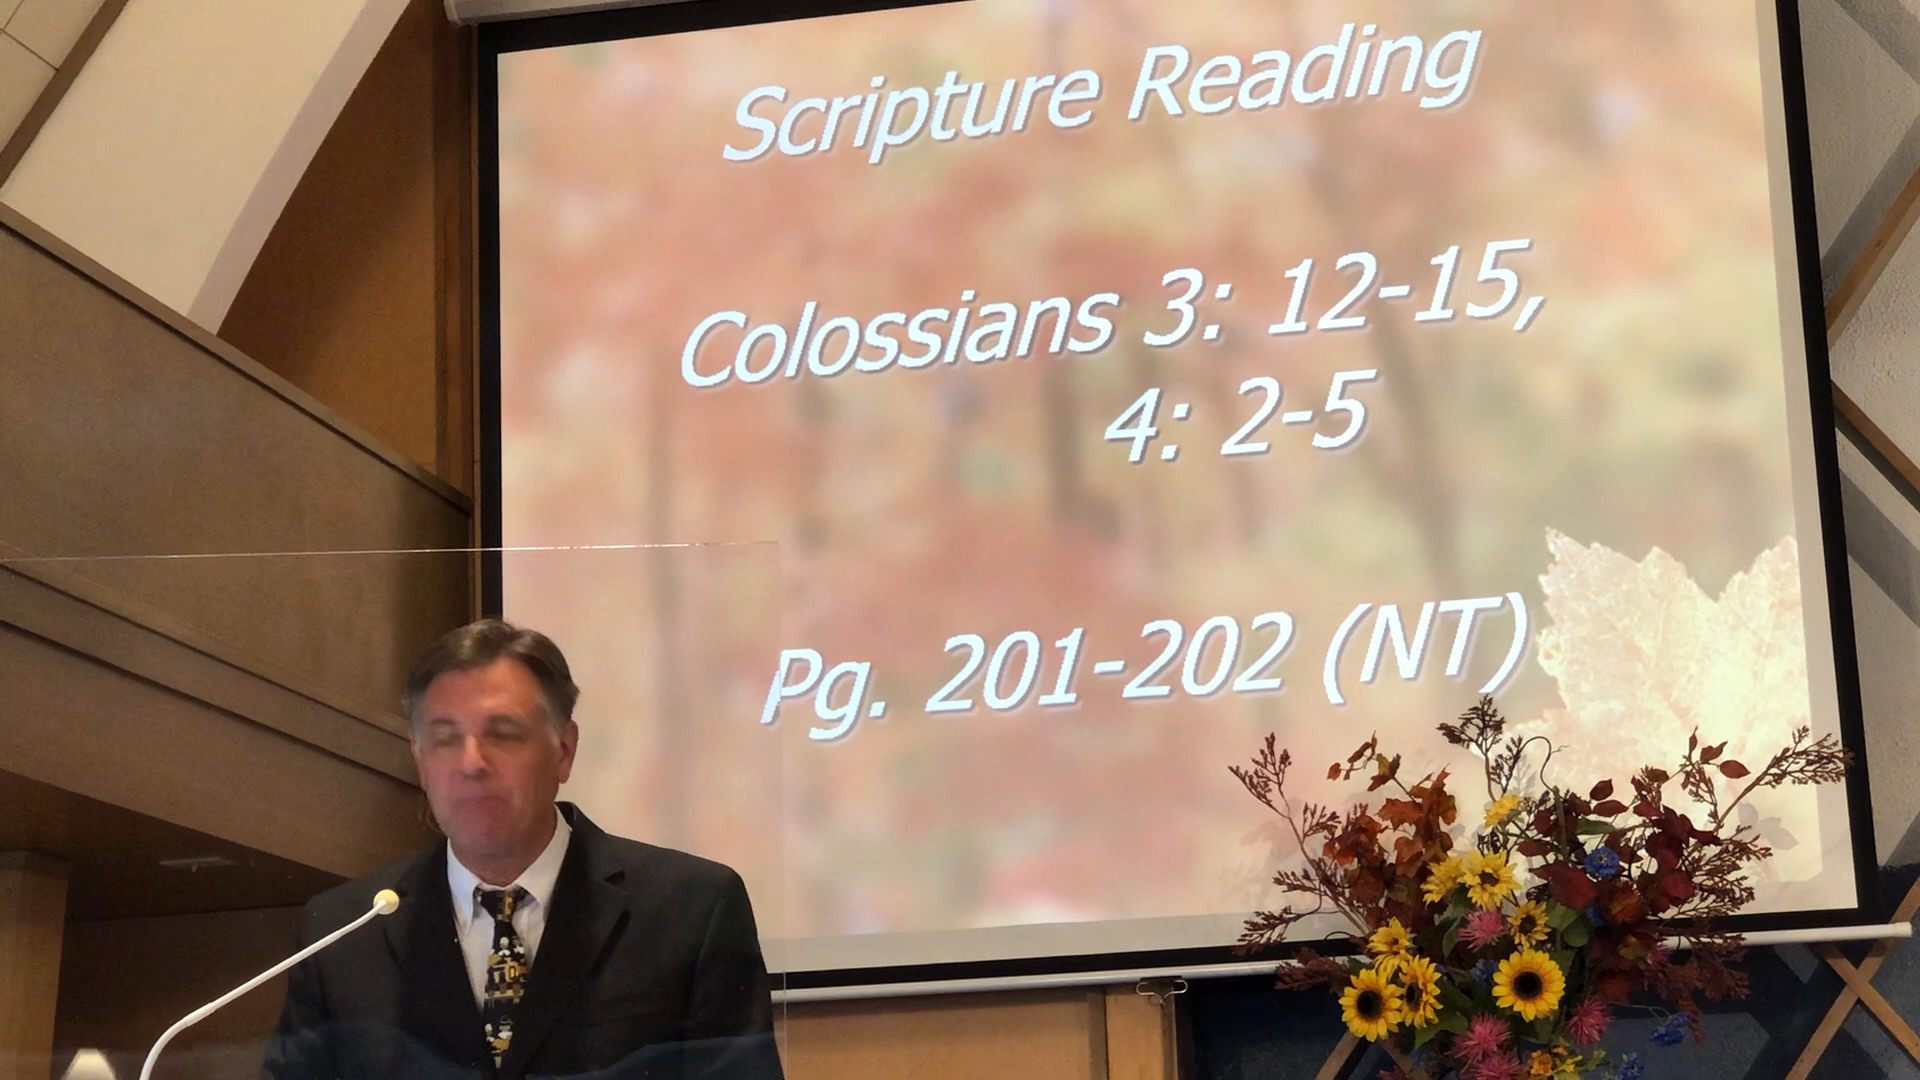 Scripture Reading
Colossians 3: 12-15,
4: 2-5
Pg. 201-202 (NT)